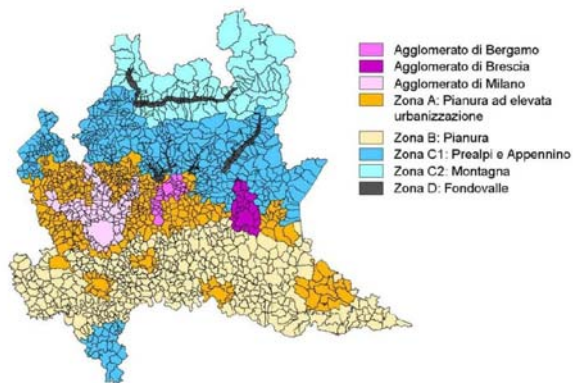 Agglomerato di Bergamo
Agglomerato di Brescia
Agglomerato di Milano
Zona A: Pianura ad elevata
urbanizzazione
Zona B: Pianura
Zona C1: Prealpi e Appennino
Zona C2: Montagna
Zona D: Fondovalle